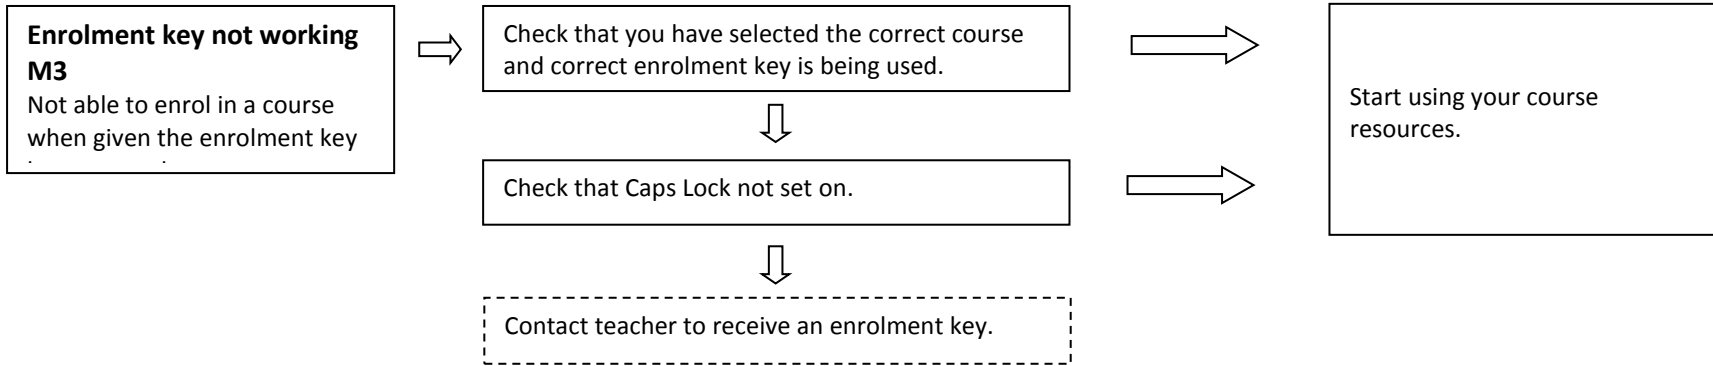 Enrolment key not working
M3
Not able to enrol in a course
when given the enrolment key
Check that you have selected the correct course
and correct enrolment key is being used.
Start using your course
resources.
Check that Caps Lock not set on.
Contact teacher to receive an enrolment key.